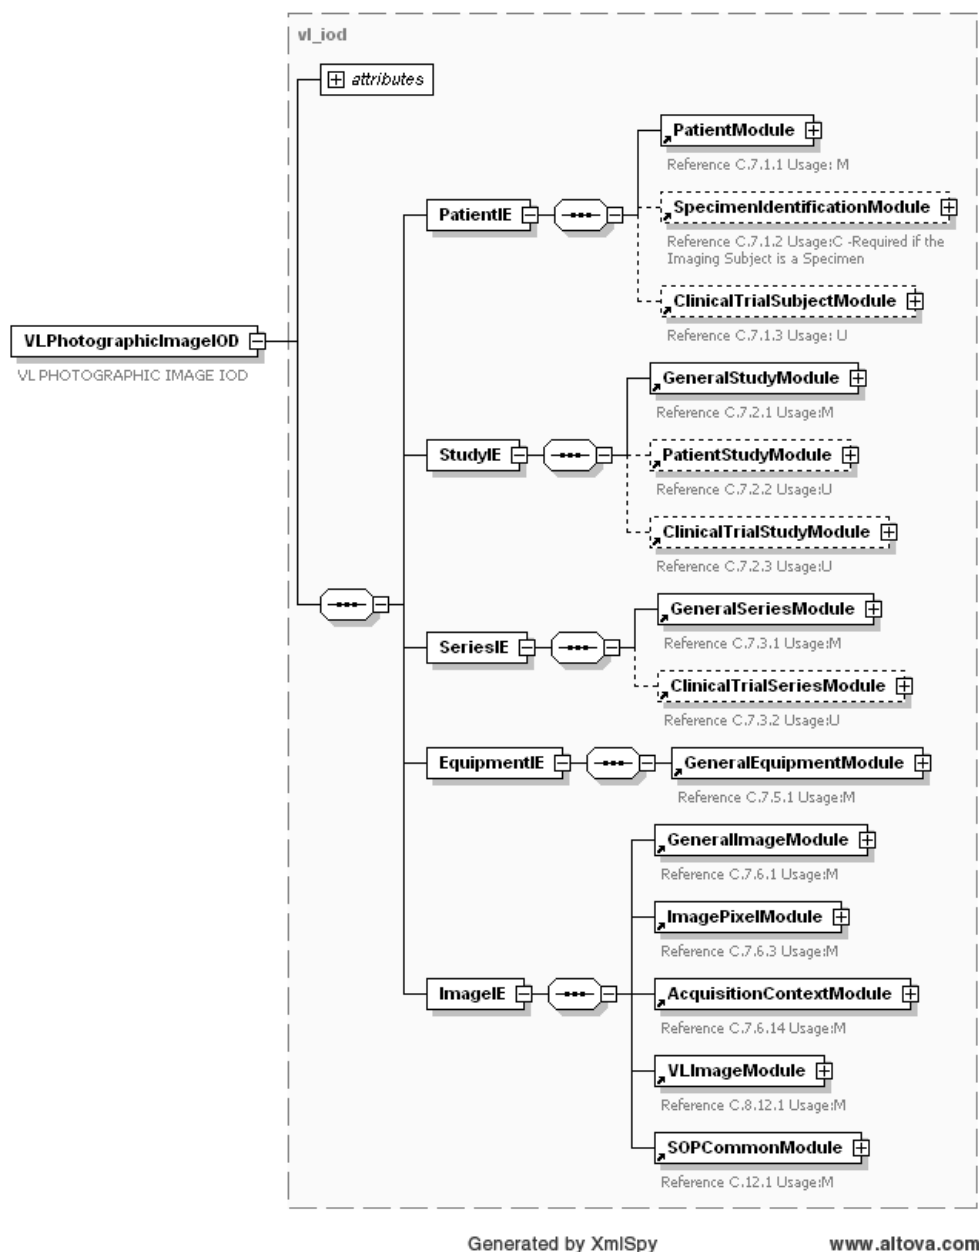 vl_iod
attributes
PatientModule
Reference C.7.1.1 Usage: M
PatientIE
SpecimenIdentificationModule
Reference C.7.1.2 Usage:C -Required if the
Imaging Subject is a Specimen
ClinicalTrialSubjectModule
Reference C.7.1.3 Usage: U
VLPhotographicImageIOD
VL PHOTOGRAPHIC IMAGE IOD
GeneralStudyModule
Reference C.7.2.1 Usage:M
StudyIE
PatientStudyModule
Reference C.7.2.2 Usage:U
ClinicalTrialStudyModule
Reference C.7.2.3 Usage:U
GeneralSeriesModule
Reference C.7.3.1 Usage:M
SeriesIE
ClinicalTrialSeriesModule
Reference C.7.3.2 Usage:U
EquipmentIE
GeneralEquipmentModule
Reference C.7.5.1 Usage:M
GeneralImageModule
Reference C.7.6.1 Usage:M
ImagePixelModule
Reference C.7.6.3 Usage:M
ImageIE
AcquisitionContextModule
Reference C.7.6.14 Usage:M
VLImageModule
Reference C.8.12.1 Usage:M
SOPCommonModule
Reference C.12.1 Usage:M
Generated by XmlSpy
www.altova.com